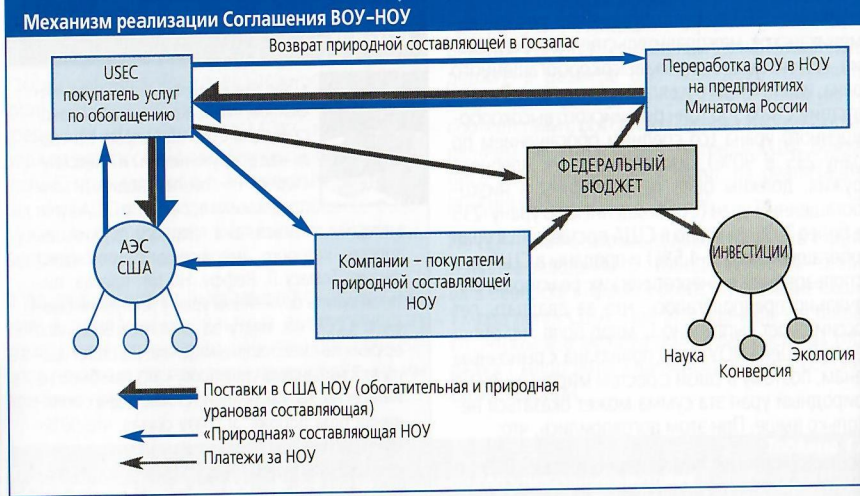 Механизм реализации Соглашения ВОУ–НОУ
Возврат природной составляющей в госзапас
USEC
покупатель услуг
по обогащению
Переработка ВОУ в НОУ
на предприятиях
Минатома России
ФЕДЕРАЛЬНЫЙ
БЮДЖЕТ
АЭС
США
Компании – покупатели
природной составляющей
НОУ
ИНВЕСТИЦИИ
Наука
Конверсия
Экология
Поставки в США НОУ (обогатительная и природная
урановая составляющая)
«Природная» составляющая НОУ
Платежи за НОУ